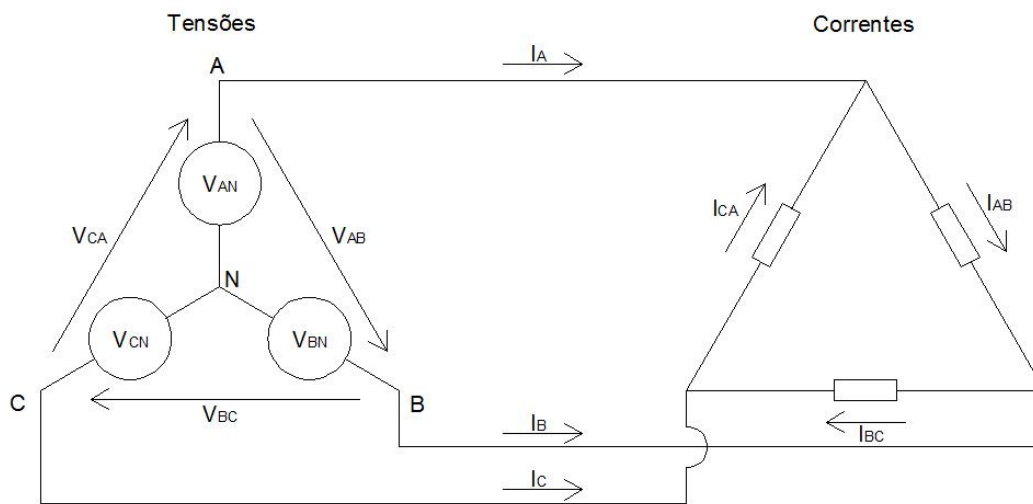 Tensões
Correntes
A
IA
VAN
VCA
VAB
ICA
IAB
N
VCN
VBN
C
VBC
B
IB
IBC
IC